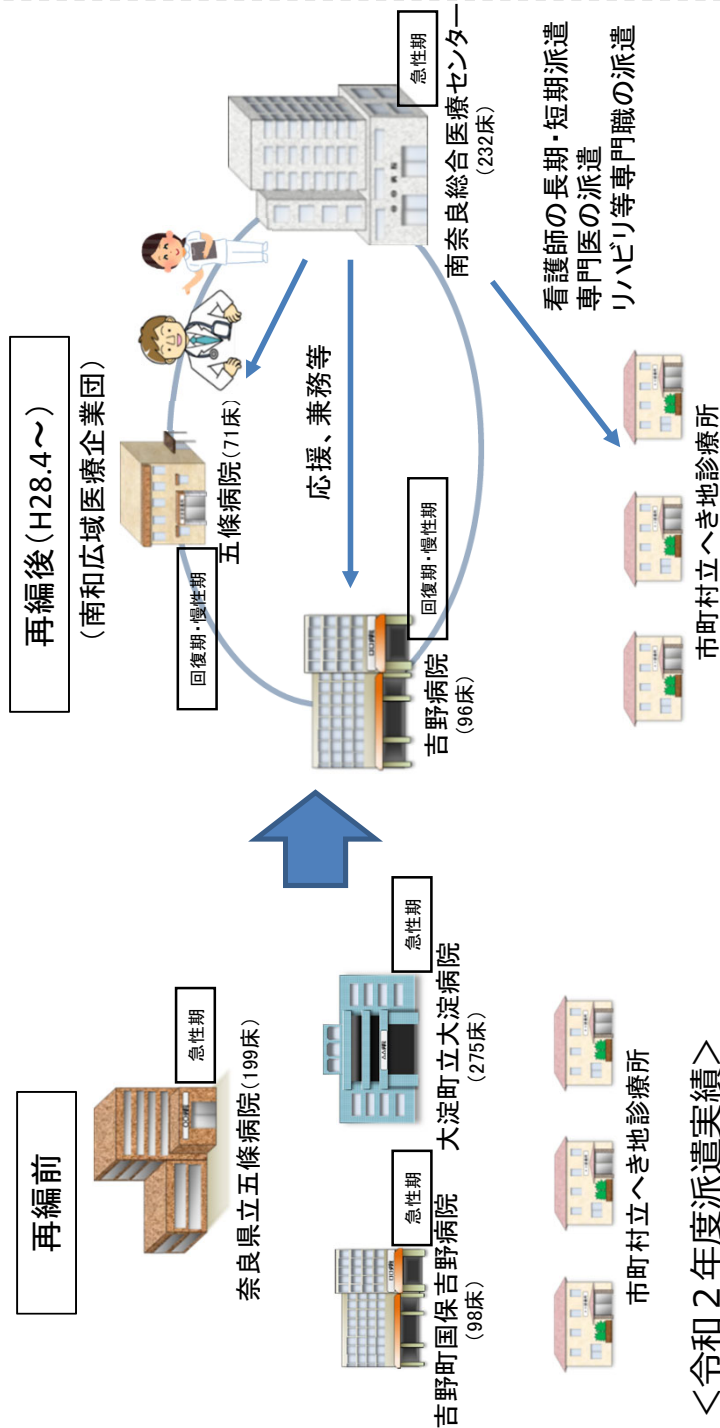 再編前
急性期
奈良県立五條病院(199床)
急性期
吉野町国保吉野病院
(98床)
急性期
大淀町立大淀病院
(275床)
市町村立へき地診療所
<令和2年度派遣実績>
再編後(H28.4~)
(南和広域医療企業団)
回復期・慢性期
五條病院(71床)
急性期
南奈良総合医療センター
(232床)
応援、兼務等
回復期・慢性期
吉野病院
(96床)
看護師の長期・短期派遣
専門医の派遣
リハビリ等専門職の派遣
市町村立へき地診療所